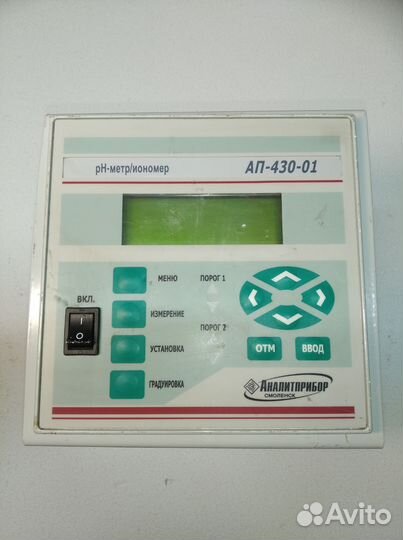 рН-метр/иономер АП-430-01
МЕНЮ ПОРОГ 1
ВКЛ.
ИЗМЕРЕНИЕ
ПОРОГ 2
I
O
УСТАНОВКА ОТМ ВВОД
ГРАДУИРОВКА
АНАЛИТПРИБОР
СМОЛЕНСК
Avito